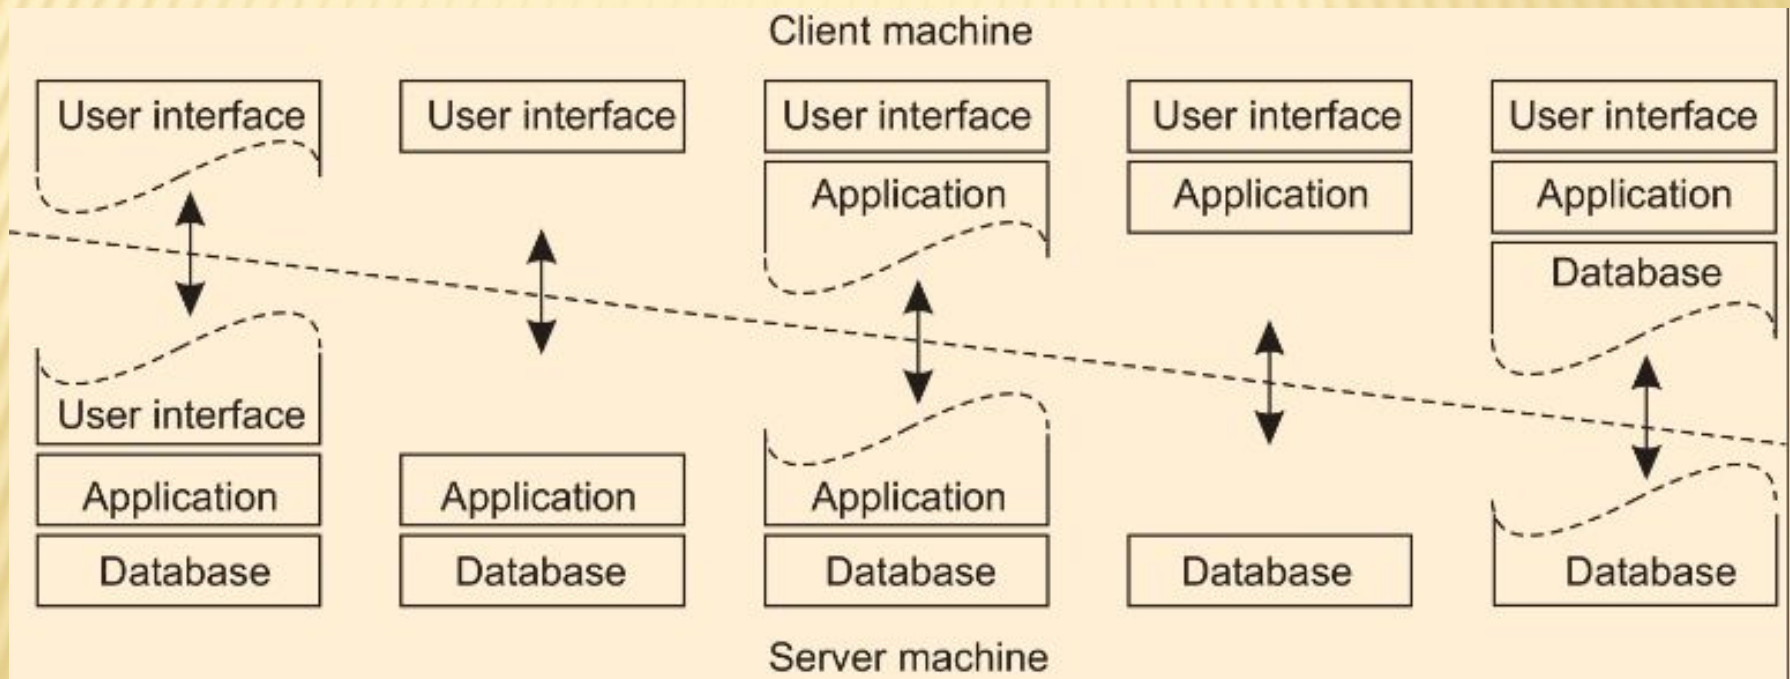 Client machine
User interface User interface User interface User interface User interface
Application Application Application
Database
User interface
Application Application Application
Database Database Database Database Database
Server machine